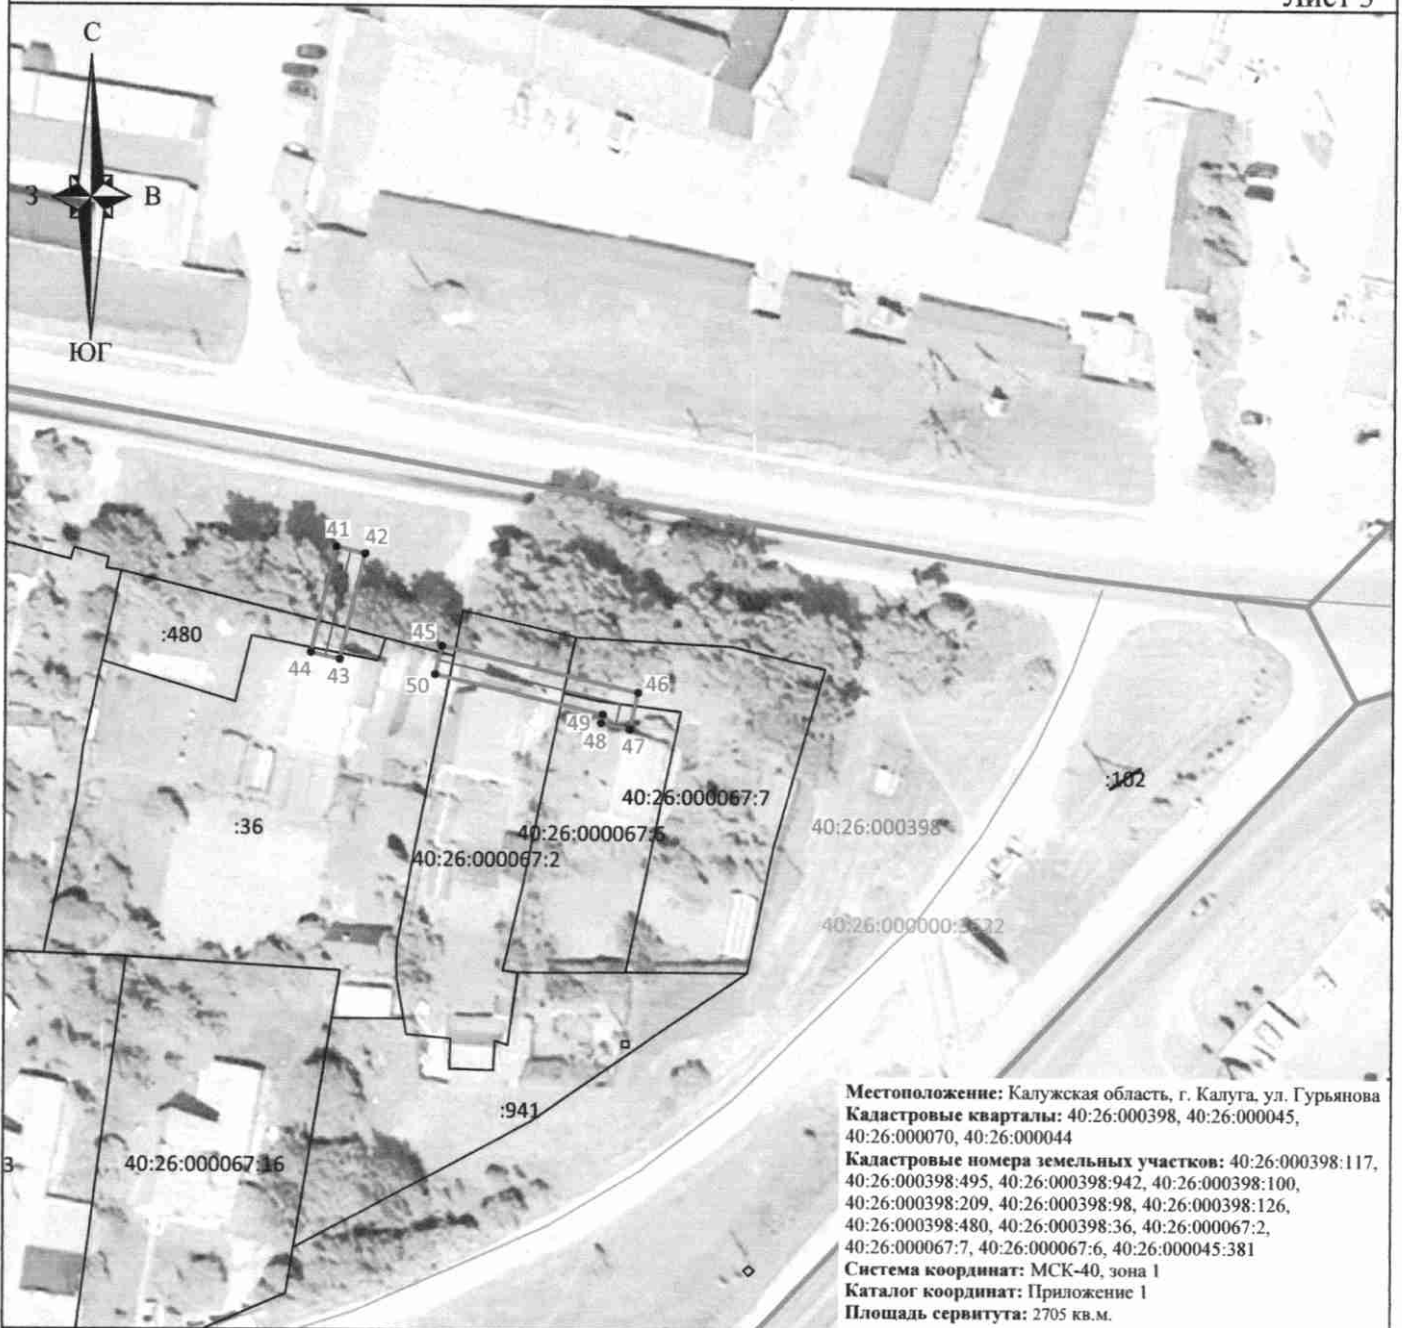 Лист 3
С
З
В
ЮГ
41
42
:480
45
44
43
50
46
49
48
47
:102
40:26:000067:7
:36
40:26:000067:6
40:26:000398
40:26:000067:2
40:26:000000:3632
:941
40:26:000067:16
3
Местоположение: Калужская область, г. Калуга, ул. Гурьянова
Кадастровые кварталы: 40:26:000398, 40:26:000045,
40:26:000070, 40:26:000044
Кадастровые номера земельных участков: 40:26:000398:117,
40:26:000398:495, 40:26:000398:942, 40:26:000398:100,
40:26:000398:209, 40:26:000398:98, 40:26:000398:126,
40:26:000398:480, 40:26:000398:36, 40:26:000067:2,
40:26:000067:7, 40:26:000067:6, 40:26:000045:381
Система координат: МСК-40, зона 1
Каталог координат: Приложение 1
Площадь сервитута: 2705 кв.м.